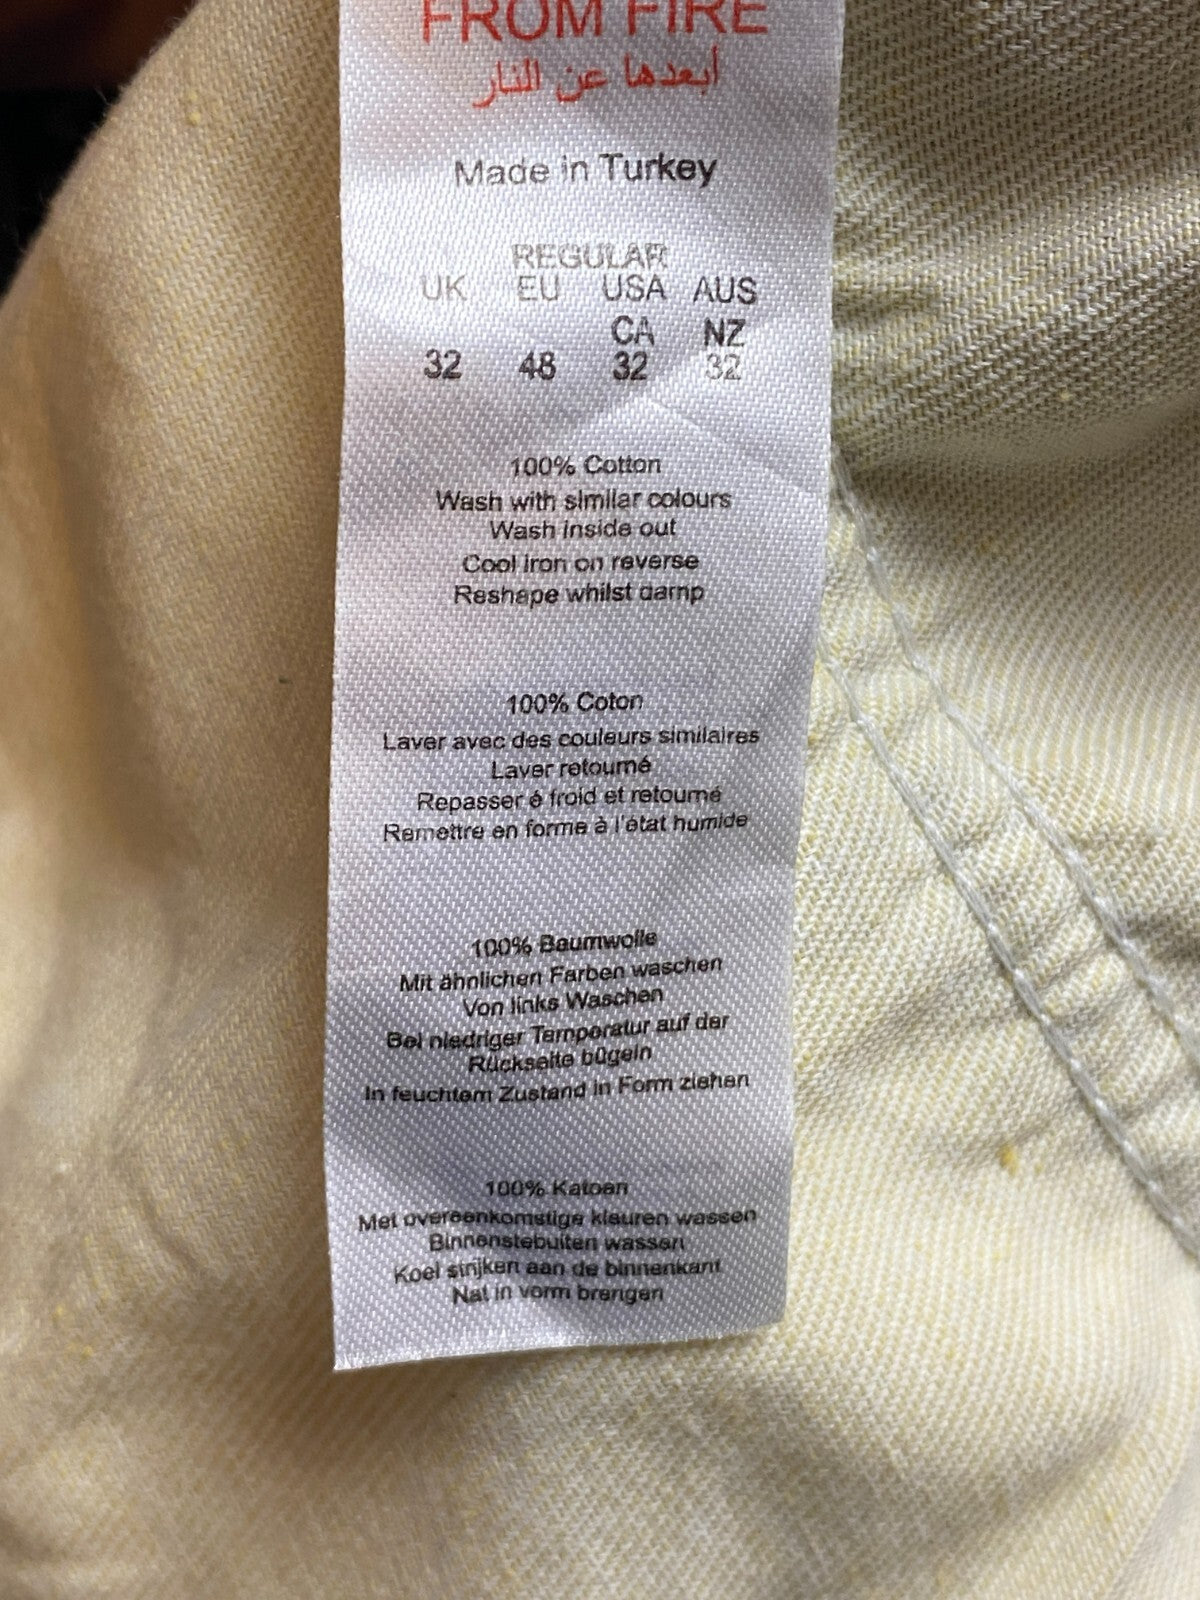 FROM FIRE
أبعدها عن النار
Made in Turkey
REGULAR
UK EU USA AUS
CA NZ
32 48 32 32
100% Cotton
Wash with similar colours
Wash inside out
Cool iron on reverse
Reshape whilst damp
100% Coton
Laver avec des couleurs similaires
Laver retourné
Repasser é froid et retourné
Remettre en forme à l'état humide
100% Baumwolle
Mit ähnlichen Farben waschen
Von links Waschen
Bei niedriger Temperatur auf der
Rückseite bügeln
In feuchtem Zustand in Form ziehen
100% Katoen
Met overeenkomstige kleuren wassen
Binnenstebuiten wassen
Koel strijken aan de binnenkant
Nat in vorm brengen